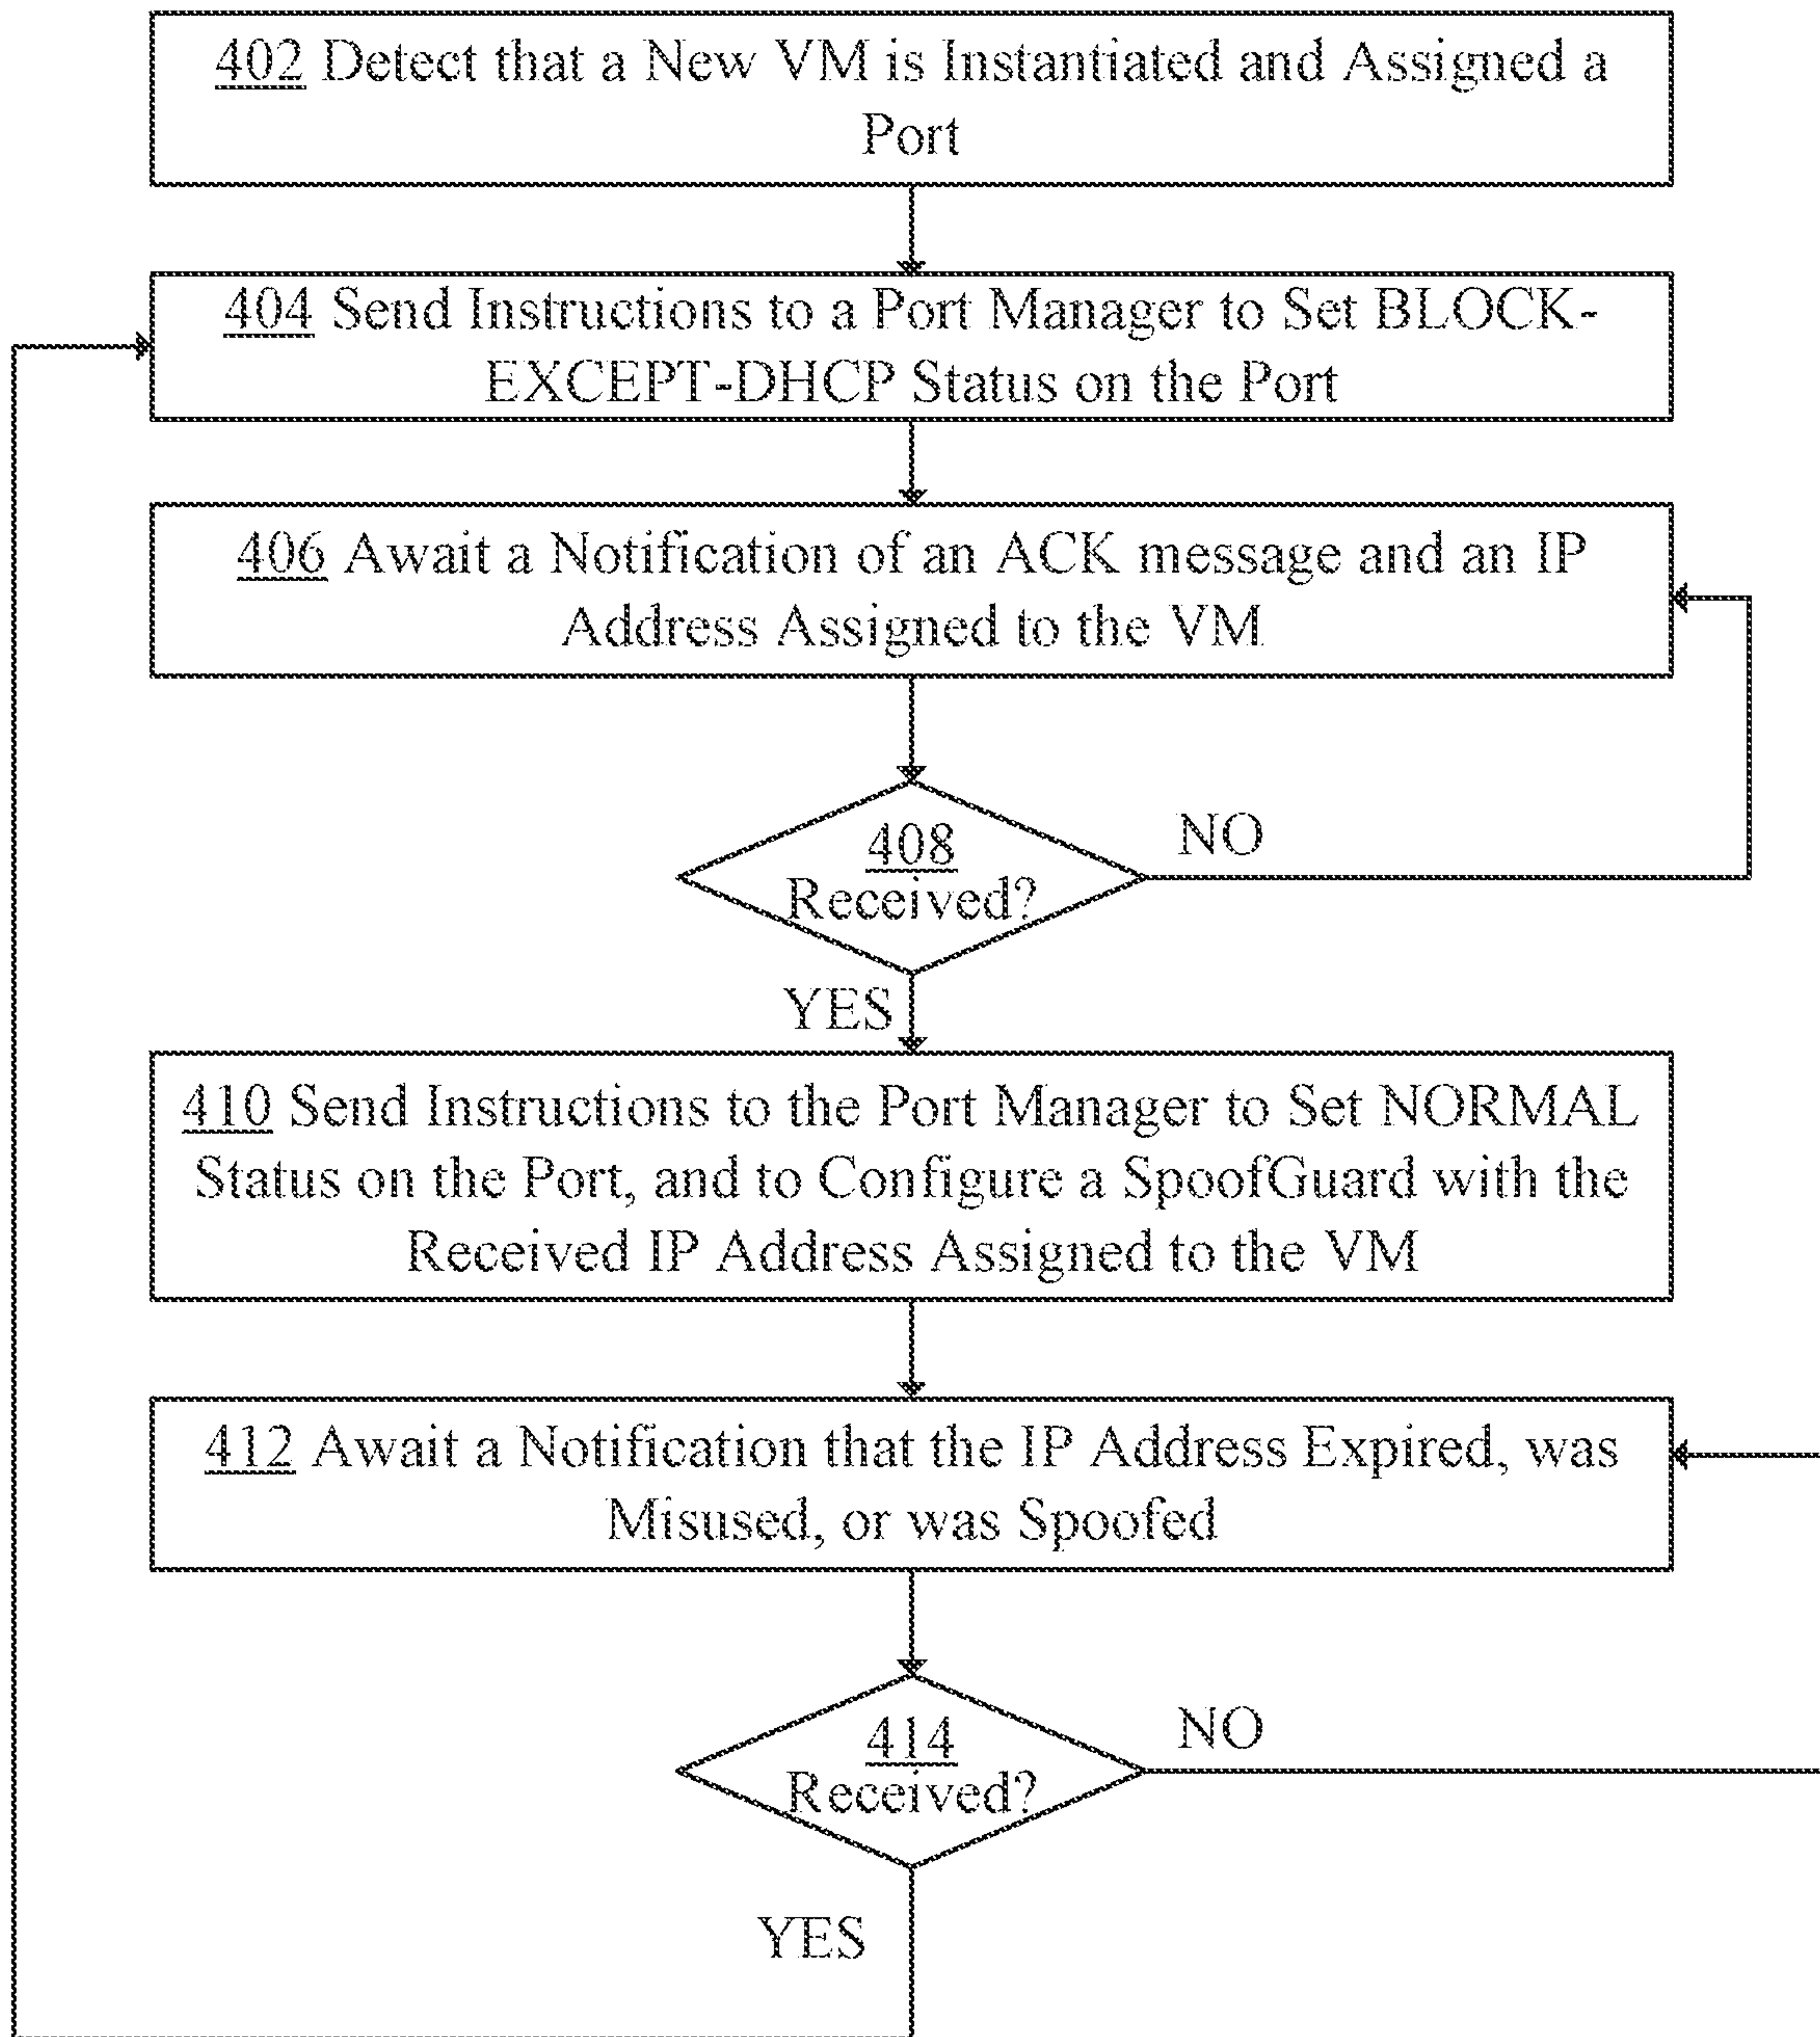 402 Detect that a New VM is Instantiated and Assigned a
Port
404 Send Instructions to a Port Manager to Set BLOCK-
EXCEPT-DHCP Status on the Port
406 Await a Notification of an ACK message and an IP
Address Assigned to the VM
408
Received?
NO
YES
410 Send Instructions to the Port Manager to Set NORMAL
Status on the Port, and to Configure a SpoofGuard with the
Received IP Address Assigned to the VM
412 Await a Notification that the IP Address Expired, was
Misused, or was Spoofed
414
Received?
NO
YES